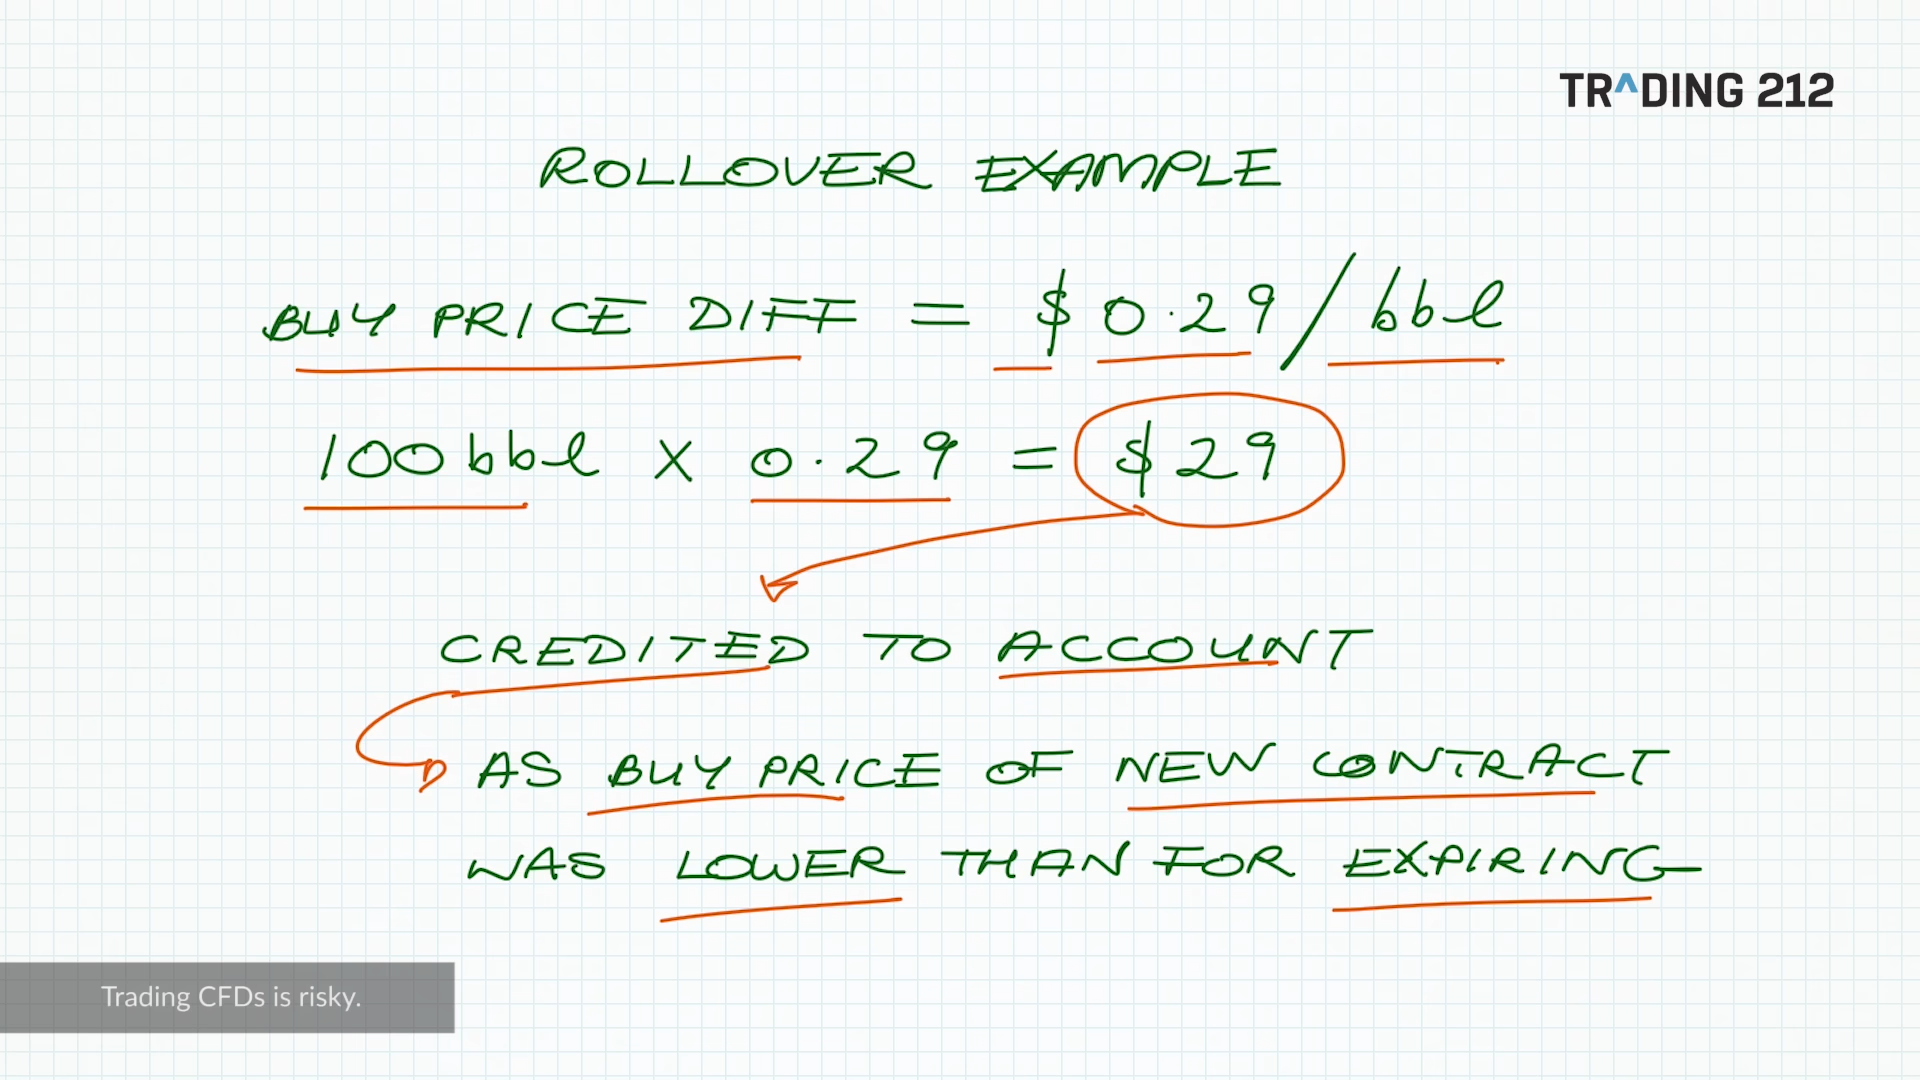 TRADING 212
ROLLOVER EXAMPLE
BUY PRICE DIFF = $0.29/bbl
100bbl X 0.29 = $29
CREDITED TO ACCOUNT
AS BUY PRICE OF NEW CONTRACT
WAS LOWER THAN FOR EXPIRING
Trading CFDs is risky.